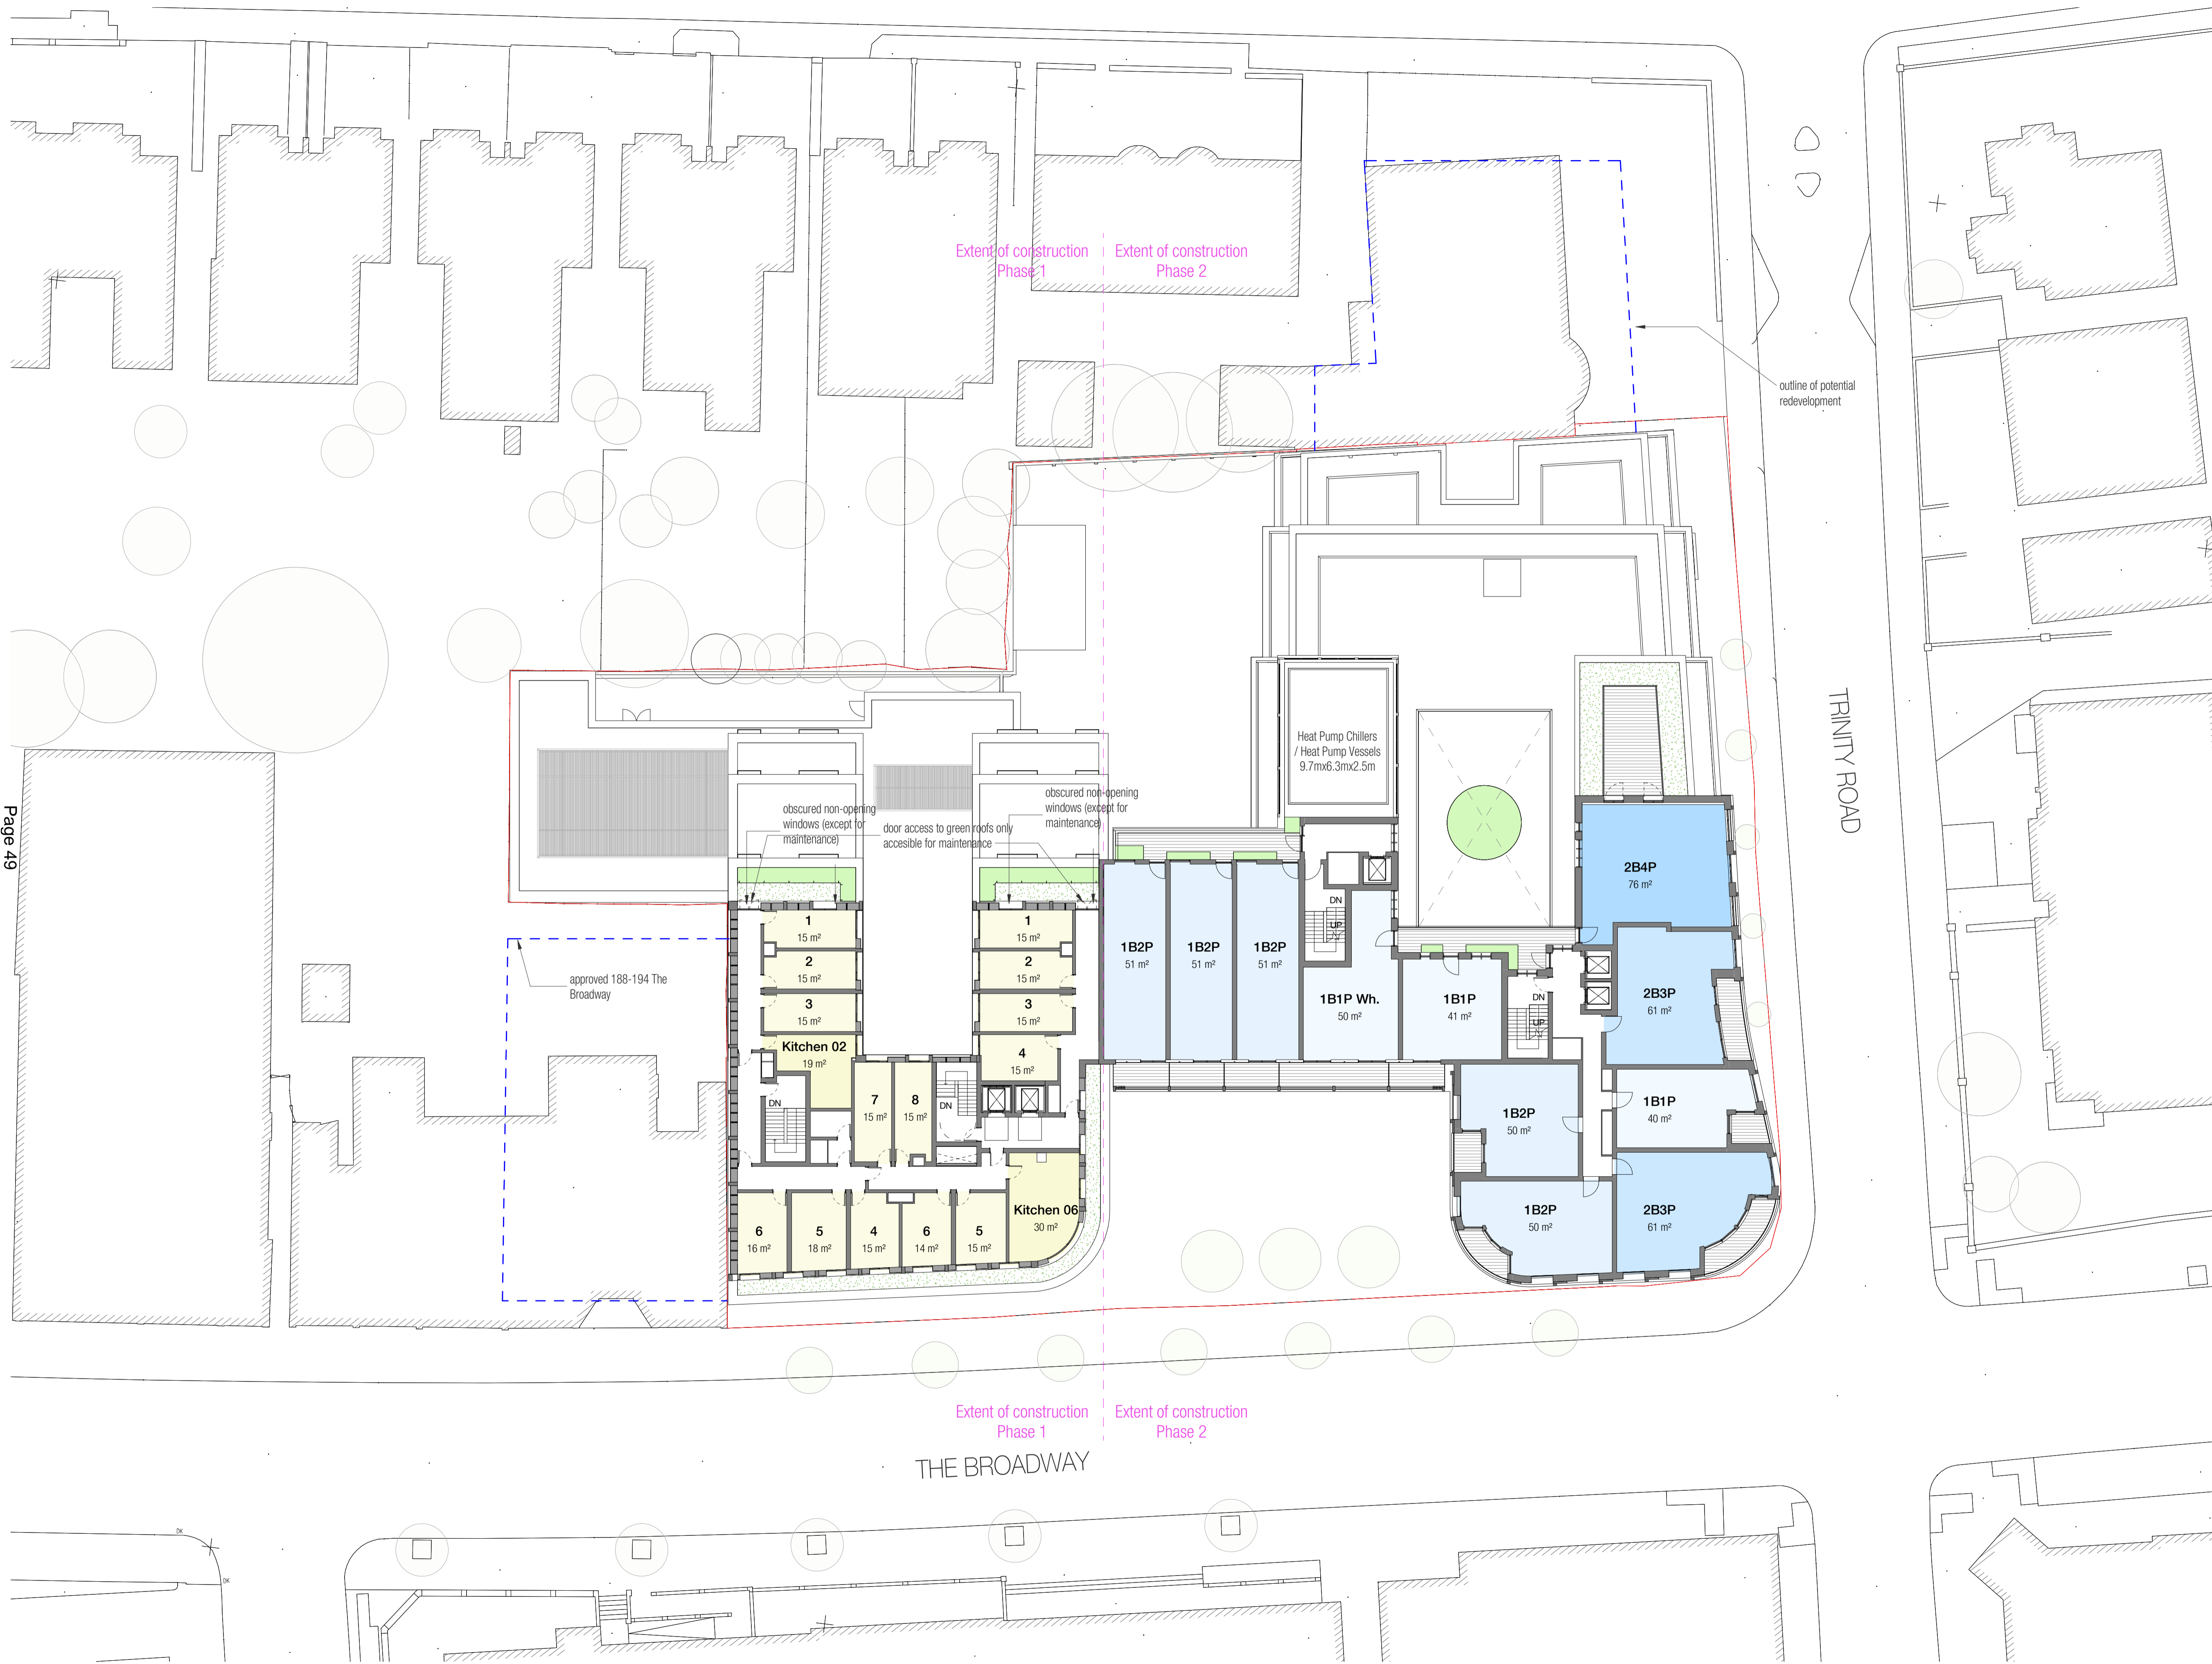 Extent of construction
Phase 1
Extent of construction
Phase 2
outline of potential
redevelopment
TRINITY ROAD
Page 49
Heat Pump Chillers
/ Heat Pump Vessels
9.7mx6.3mx2.5m
obscured non-opening
windows (except for
maintenance)
door access to green roofs only
accesible for maintenance
obscured non-opening
windows (except for
maintenance)
approved 188-194 The
Broadway
1
15 m²
2
15 m²
3
15 m²
Kitchen 02
19 m²
DN
7
15 m²
8
15 m²
DN
1
15 m²
2
15 m²
3
15 m²
4
15 m²
6
16 m²
5
18 m²
4
15 m²
6
14 m²
5
15 m²
Kitchen 06
30 m²
1B2P
51 m²
1B2P
51 m²
1B2P
51 m²
DN
UP
1B1P Wh.
50 m²
1B1P
41 m²
DN
UP
2B4P
76 m²
2B3P
61 m²
1B1P
40 m²
1B2P
50 m²
1B2P
50 m²
2B3P
61 m²
Extent of construction
Phase 1
Extent of construction
Phase 2
THE BROADWAY
DK
DK